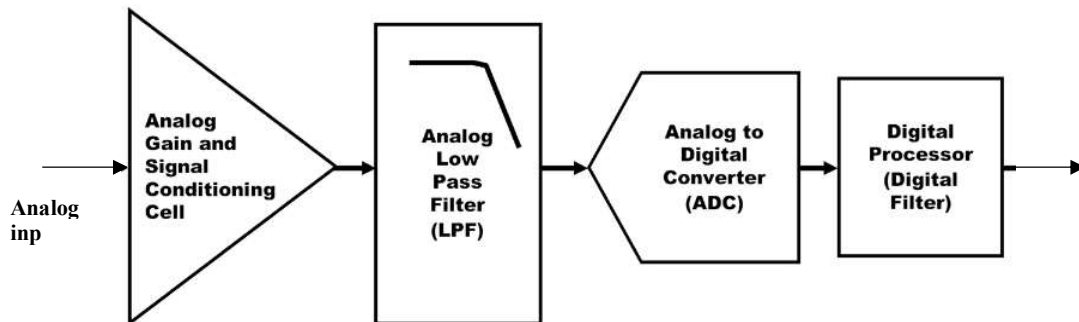 Analog
inp
Analog
Gain and
Signal
Conditioning
Cell
Analog
Low
Pass
Filter
(LPF)
Analog to
Digital
Converter
(ADC)
Digital
Processor
(Digital
Filter)